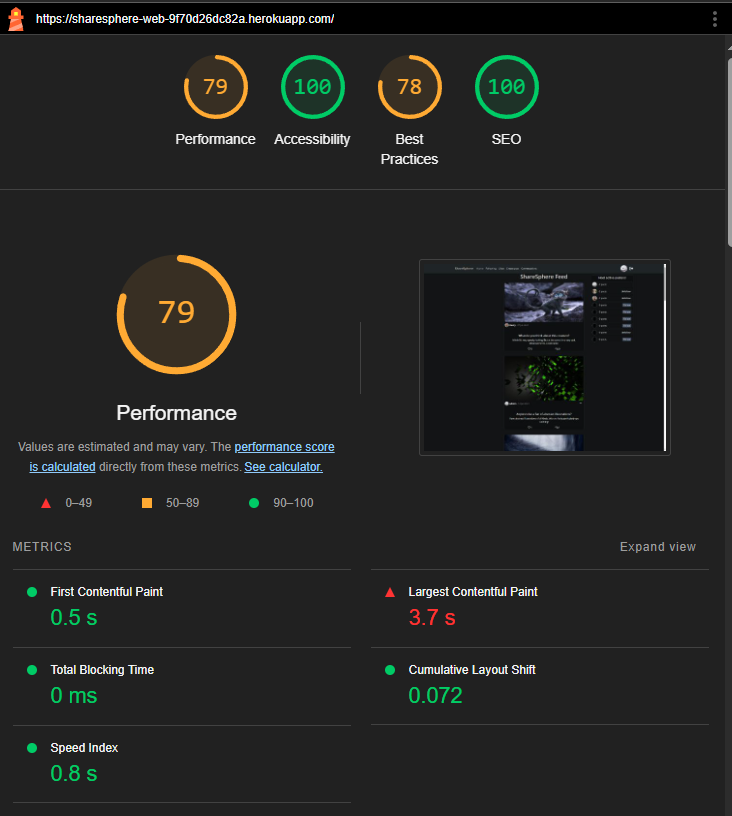 https://sharesphere-web-9f70d26dc82a.herokuapp.com/
79
100
78
100
Performance
Accessibility
Best
Practices
SEO
79
ShareSphere Feed
Performance
Values are estimated and may vary. The performance score
is calculated directly from these metrics. See calculator.
0–49
50–89
90–100
METRICS
Expand view
First Contentful Paint
0.5 s
Largest Contentful Paint
3.7 s
Total Blocking Time
0 ms
Cumulative Layout Shift
0.072
Speed Index
0.8 s